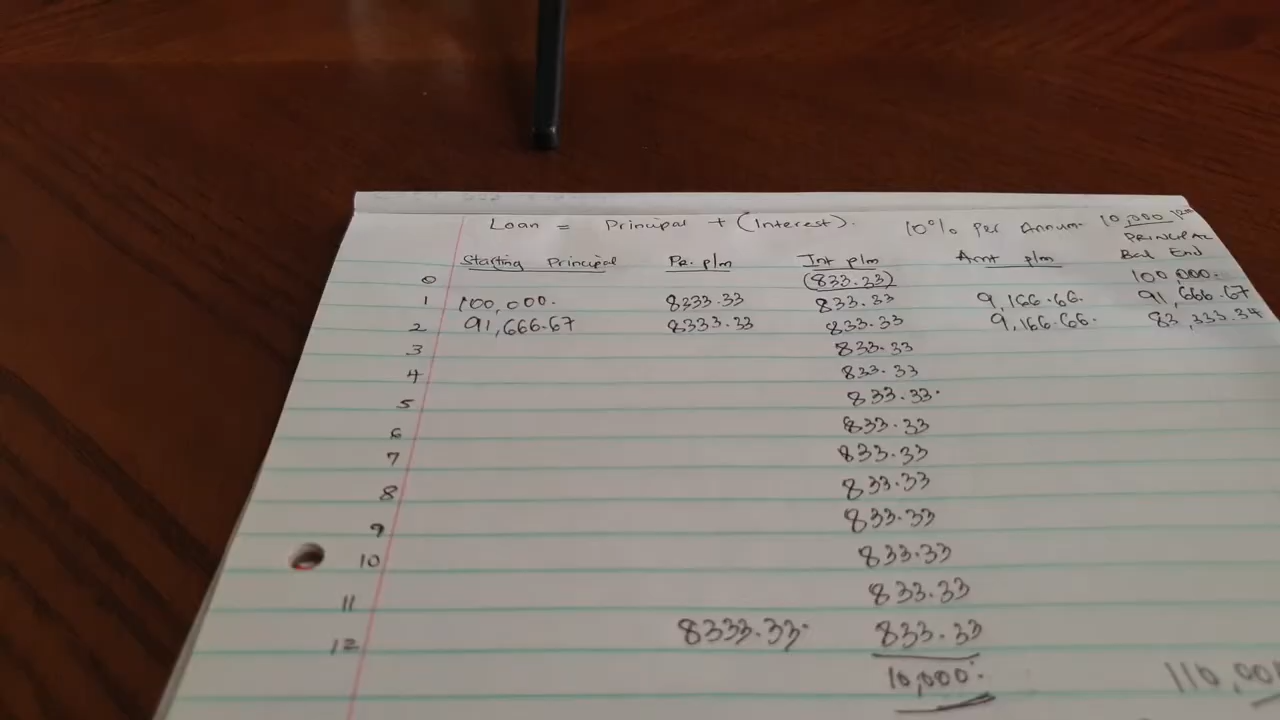 Loan = Principal + (Interest). 10% Per Annum 10,000
Starting Principal Pr. p/m Int p/m Amt p/m PRINCIPAL Bal End
0 (833.33) 100 000.
1 100,000. 8333.33 833.33 9,166.66. 91,666.67
2 91,666.67 8333.33 833.33 9,166.66. 83,333.34
3 833.33
4 833.33
5 833.33.
6 833.33
7 833.33
8 833.33
9 833.33
10 833.33
11 833.33
12 8333.33. 833.33
10,000.